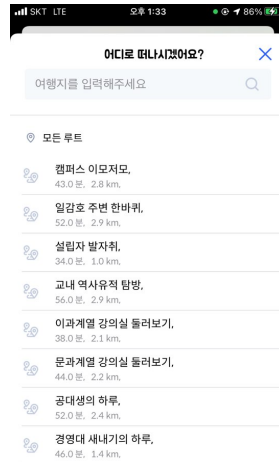 SKT LTE 오후 1:33 86%
어디로 떠나시겠어요?
여행지를 입력해주세요
모든 루트
캠퍼스 이모저모,
43.0 분, 2.8 km,
일감호 주변 한바퀴,
52.0 분, 2.9 km,
설립자 발자취,
34.0 분, 1.0 km,
교내 역사유적 탐방,
56.0 분, 2.9 km,
이과계열 강의실 둘러보기,
38.0 분, 2.1 km,
문과계열 강의실 둘러보기,
44.0 분, 2.2 km,
공대생의 하루,
52.0 분, 2.4 km,
경영대 새내기의 하루,
46.0 분, 1.4 km,